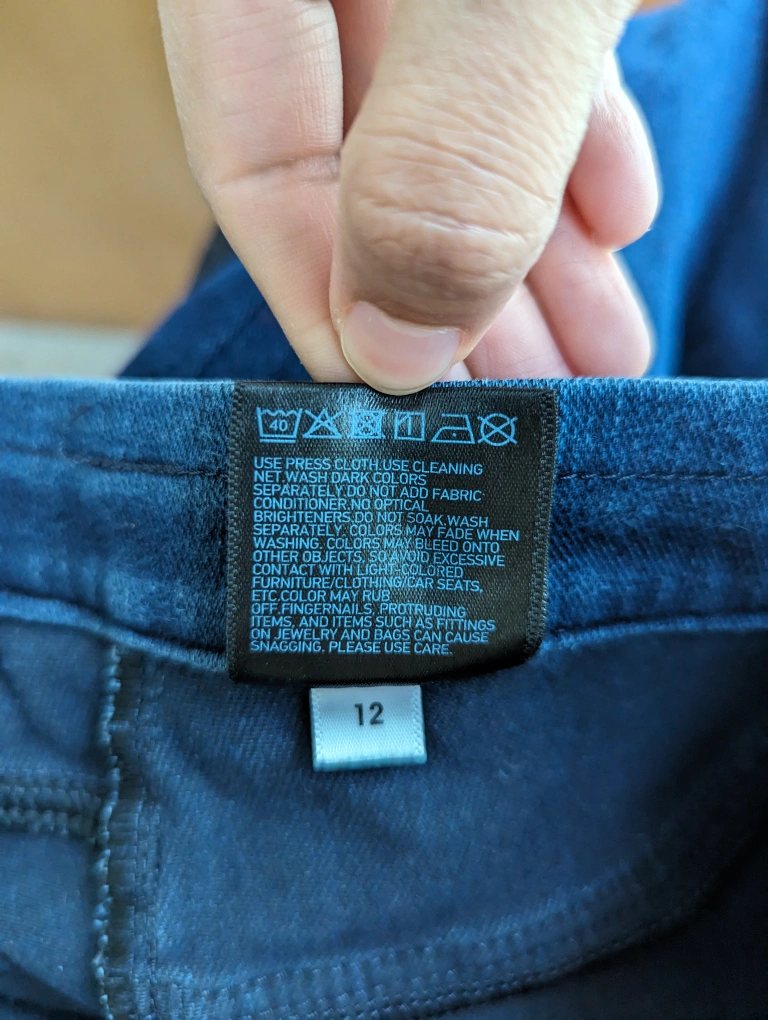 40
USE PRESS CLOTH.USE CLEANING
NET.WASH DARK COLORS
SEPARATELY.DO NOT ADD FABRIC
CONDITIONER.NO OPTICAL
BRIGHTENERS.DO NOT SOAK.WASH
SEPARATELY. COLORS MAY FADE WHEN
WASHING. COLORS MAY BLEED ONTO
OTHER OBJECTS, SO AVOID EXCESSIVE
CONTACT WITH LIGHT-COLORED
FURNITURE/CLOTHING/CAR SEATS,
ETC.COLOR MAY RUB
OFF.FINGERNAILS, PROTRUDING
ITEMS, AND ITEMS SUCH AS FITTINGS
ON JEWELRY AND BAGS CAN CAUSE
SNAGGING. PLEASE USE CARE.
12